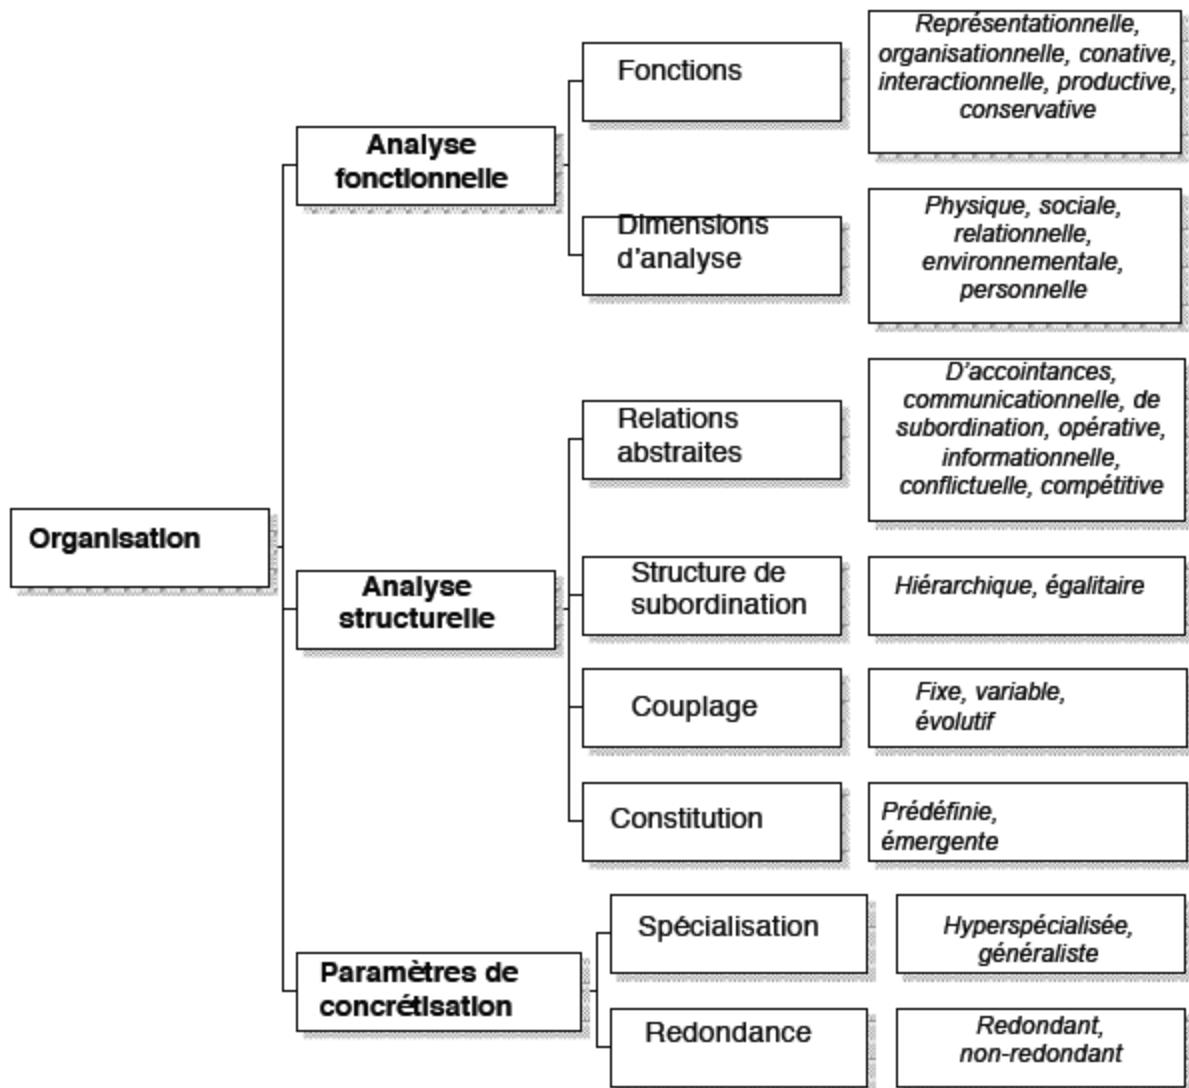 Organisation
Analyse
fonctionnelle
Fonctions
Représentationnelle,
organisationnelle, conative,
interactionnelle, productive,
conservative
Dimensions
d'analyse
Physique, sociale,
relationnelle,
environnementale,
personnelle
Analyse
structurelle
Relations
abstraites
D'accointances,
communicationnelle, de
subordination, opérative,
informationnelle,
conflictuelle, compétitive
Structure de
subordination
Hiérarchique, égalitaire
Couplage
Fixe, variable,
évolutif
Constitution
Prédéfinie,
émergente
Paramètres de
concrétisation
Spécialisation
Hyperspécialisée,
généraliste
Redondance
Redondant,
non-redondant